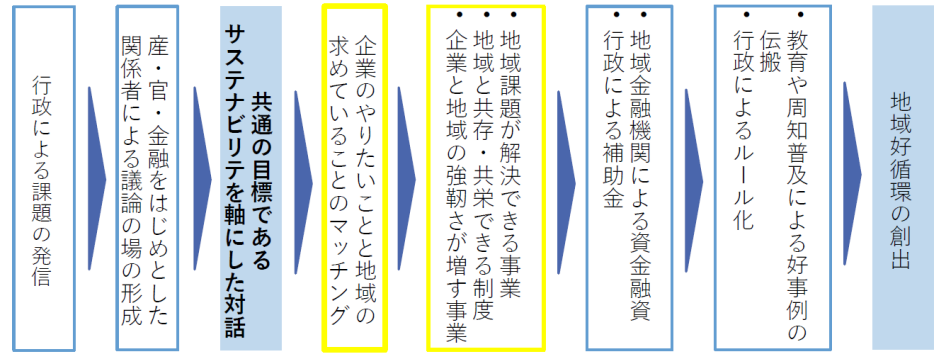 行政による課題の発信
産・官・金融をはじめとした
関係者による議論の場の形成
共通の目標である
サステナビリテを軸にした対話
企業のやりたいことと地域の
求めていることのマッチング
• 地域課題が解決できる事業
• 地域と共存・共栄できる制度
• 企業と地域の強靭さが増す事業
• 地域金融機関による資金融資
• 行政による補助金
• 教育や周知普及による好事例の
伝搬
• 行政によるルール化
地域好循環の創出